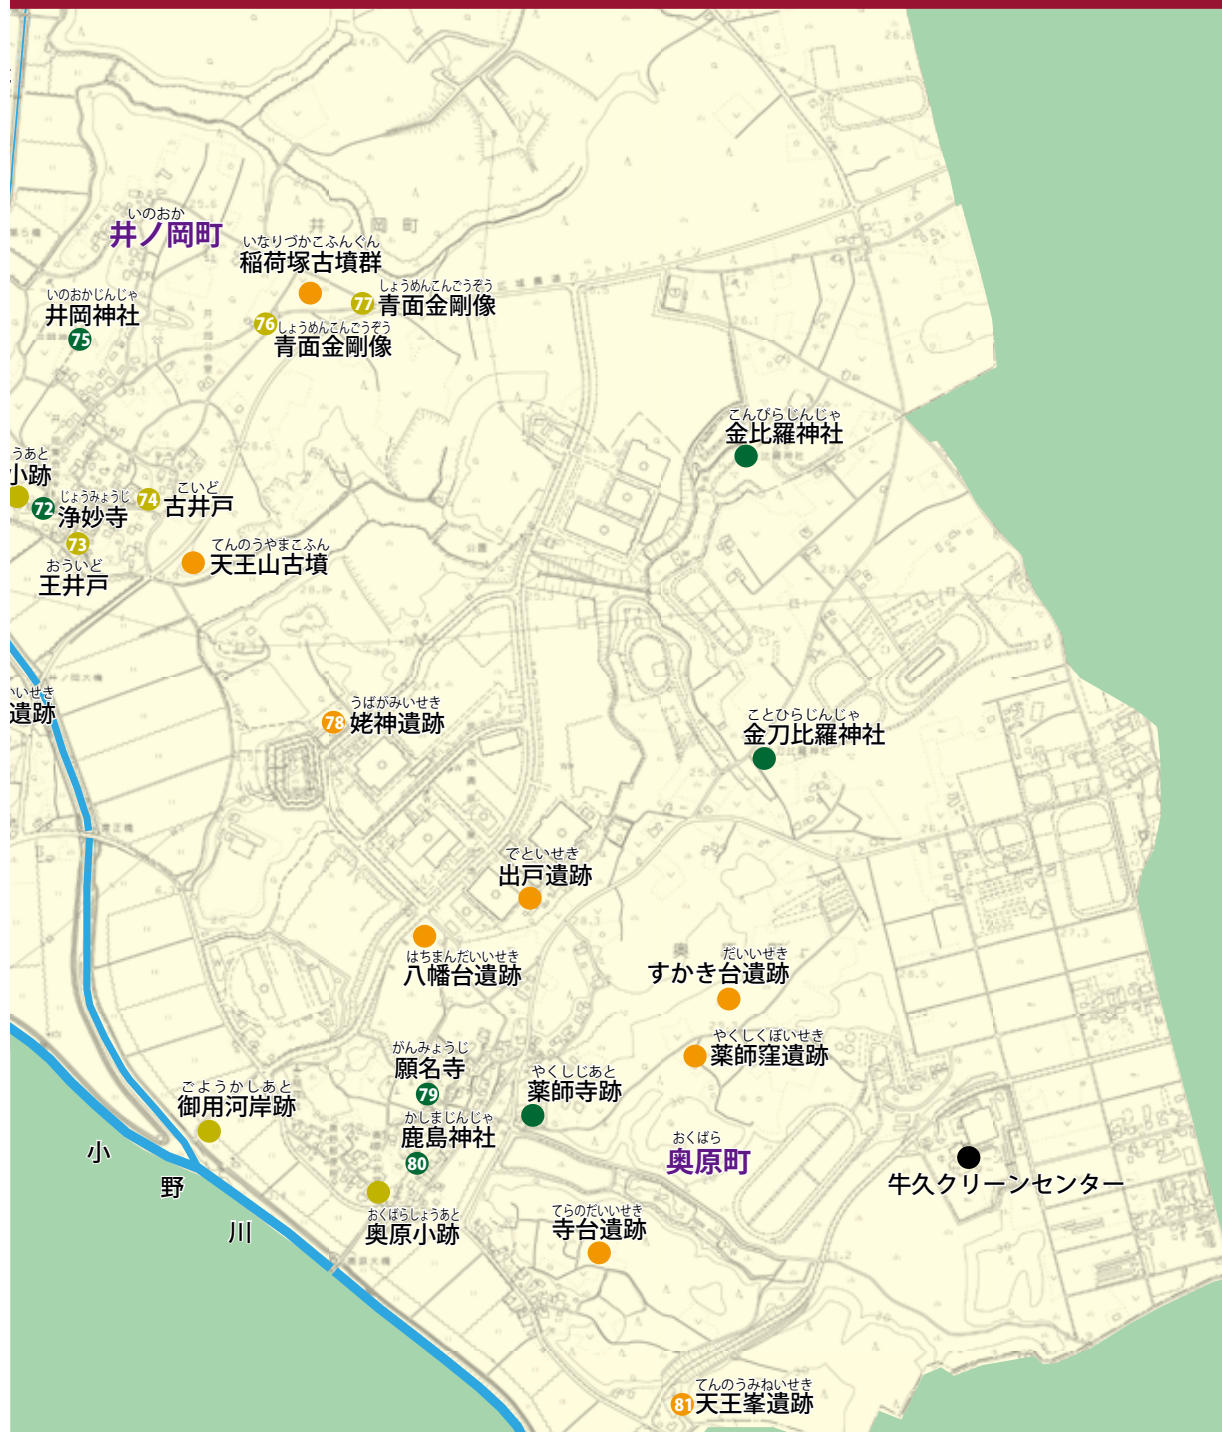 いのおか
井ノ岡町
井ノ岡町
いなりづかこふんぐん
稲荷塚古墳群
しょうめんこんごうぞう
77 青面金剛像
76 しょうめんこんごうぞう
青面金剛像
いのおかじんじゃ
井岡神社
75
こんぴらじんじゃ
金比羅神社
うあと
小跡
72 じょうみょうじ
浄妙寺
74 こいど
古井戸
73
おういど
王井戸
てんのうやまこふん
天王山古墳
公園
いせき
遺跡
うばがみいせき
78 姥神遺跡
ことひらじんじゃ
金刀比羅神社
でといせき
出戸遺跡
はちまんだいいせき
八幡台遺跡
だいいせき
すかき台遺跡
やくしくぼいせき
薬師窪遺跡
がんみょうじ
願名寺
79
やくしじあと
薬師寺跡
ごようかしあと
御用河岸跡
かしまじんじゃ
鹿島神社
80
おくばら
奥原町
小野川
牛久クリーンセンター
おくばらしょうあと
奥原小跡
てらのだいいせき
寺台遺跡
てんのうみねいせき
81 天王峯遺跡